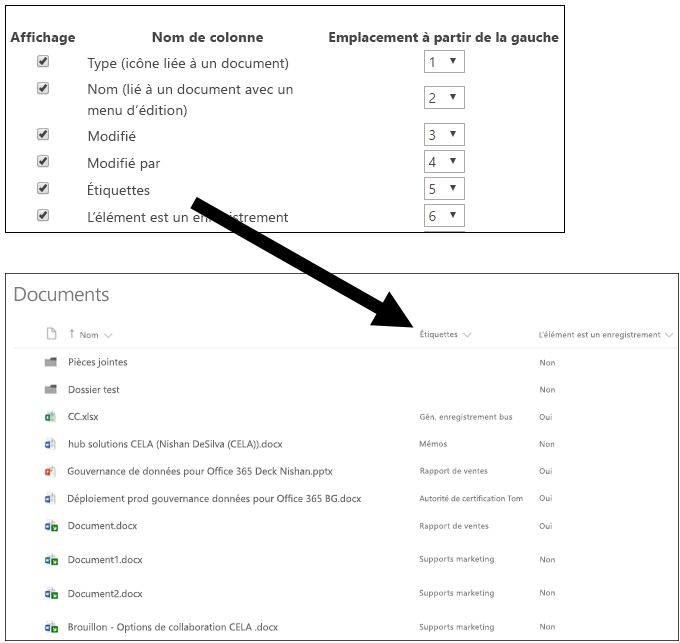 Affichage Nom de colonne Emplacement à partir de la gauche
Type (icône liée à un document) 1
Nom (lié à un document avec un
menu d’édition) 2
Modifié 3
Modifié par 4
Étiquettes 5
L’élément est un enregistrement 6
Documents
Nom Étiquettes L'élément est un enregistrement
Pièces jointes Non
Dossier test Non
CC.xlsx Gén. enregistrement bus Oui
hub solutions CELA (Nishan DeSilva (CELA)).docx Mémos Non
Gouvernance de données pour Office 365 Deck Nishan.pptx Rapport de ventes Oui
Déploiement prod gouvernance données pour Office 365 BG.docx Autorité de certification Tom Oui
Document.docx Rapport de ventes Oui
Document1.docx Supports marketing Non
Document2.docx Supports marketing Non
Brouillon - Options de collaboration CELA .docx Supports marketing Non